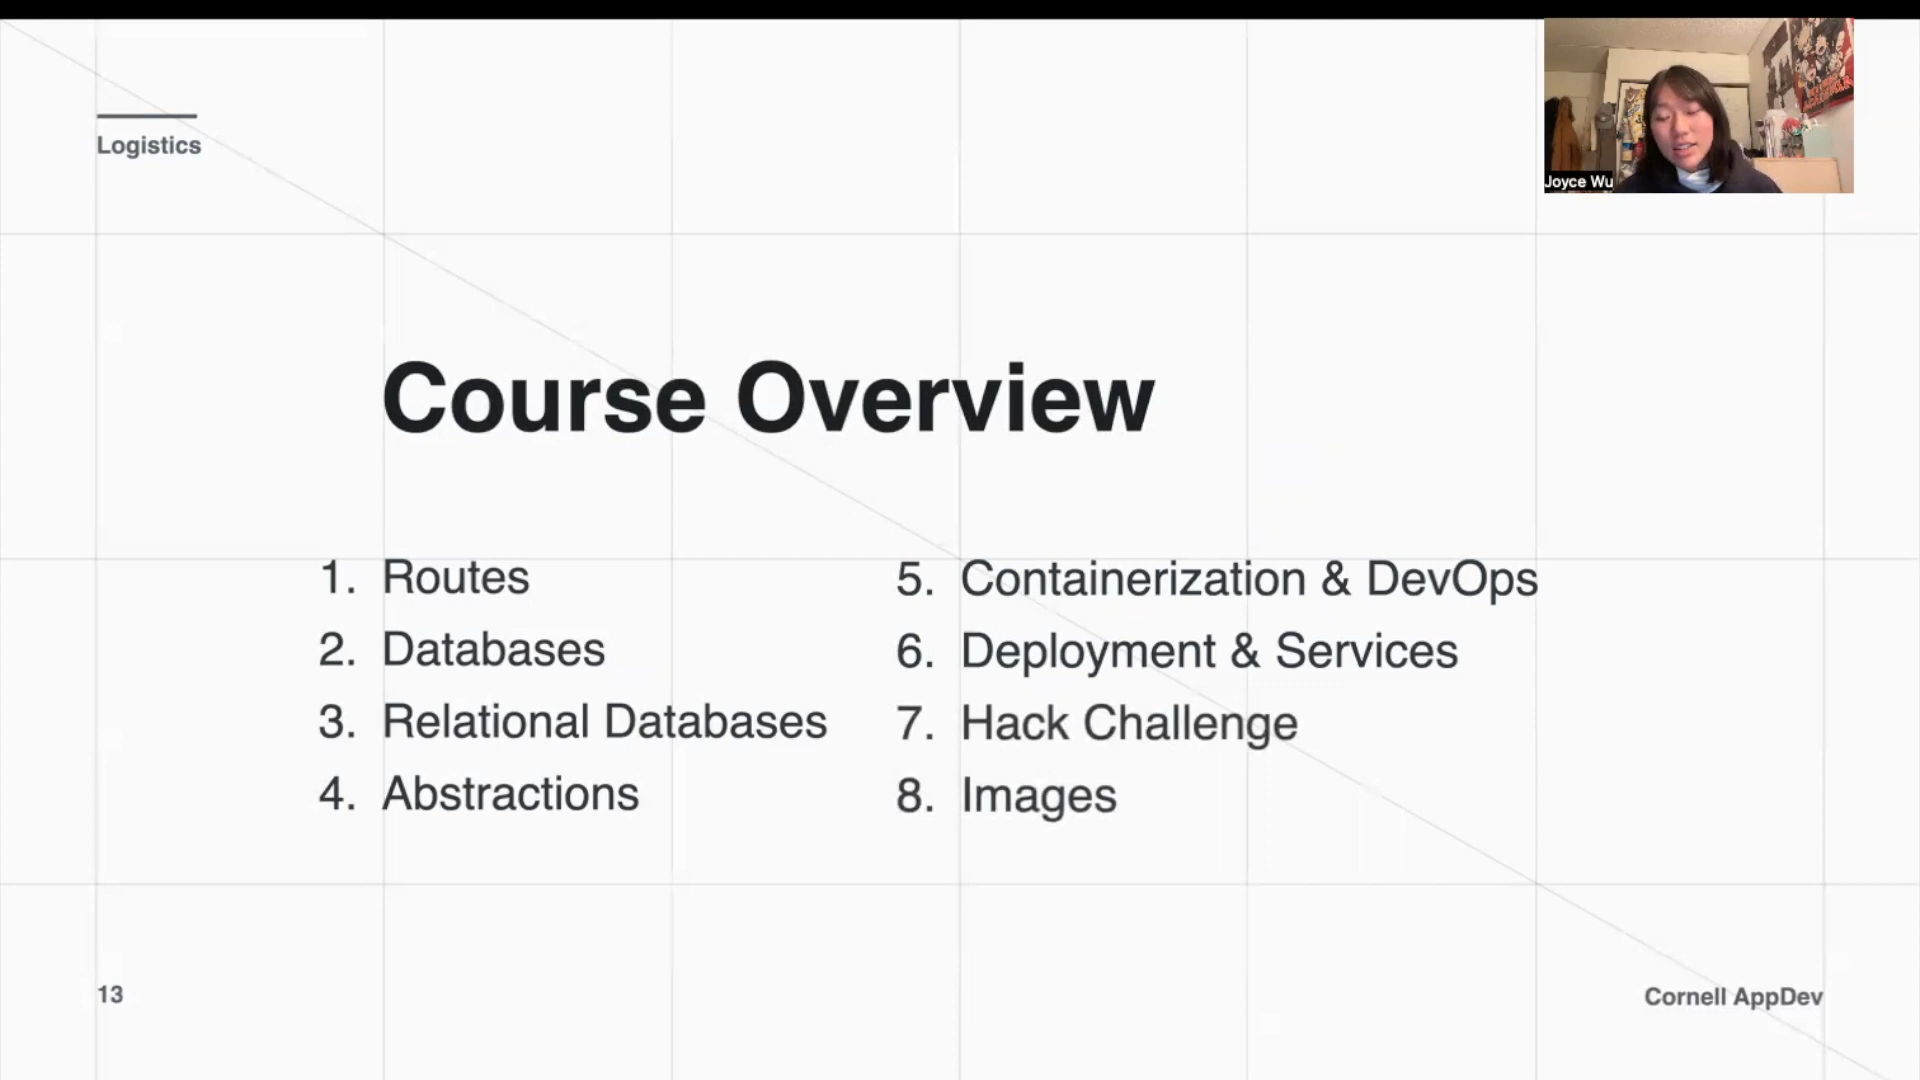 Logistics
Joyce Wu
Course Overview
1. Routes
2. Databases
3. Relational Databases
4. Abstractions
5. Containerization & DevOps
6. Deployment & Services
7. Hack Challenge
8. Images
13
Cornell AppDev